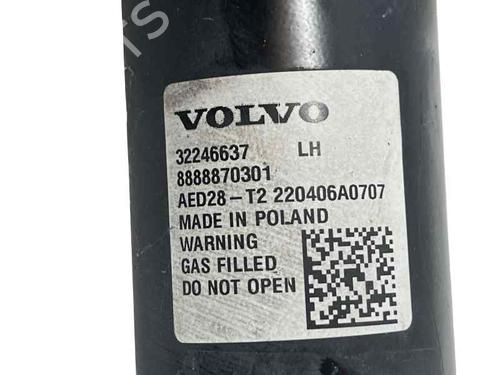 VOLVO
32246637 LH
8888870301
AED28-T2 220406A0707
MADE IN POLAND
WARNING
GAS FILLED
DO NOT OPEN